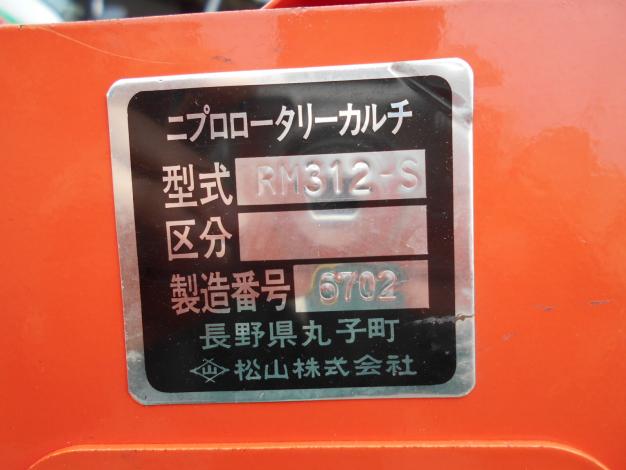 ニプロロータリーカルチ
型式 RM312-S
区分
製造番号 6702
長野県丸子町
山 松山株式会社